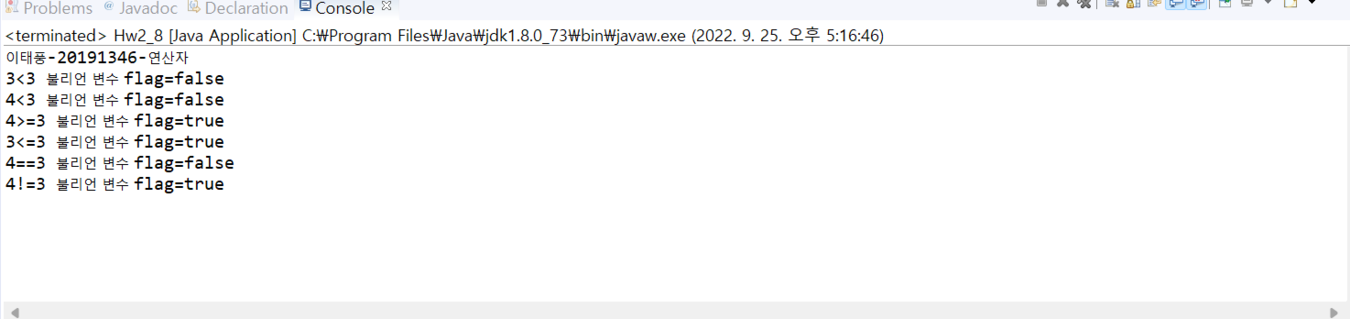 Problems @ Javadoc Declaration Console
<terminated> Hw2_8 [Java Application] C:₩Program Files₩Java₩jdk1.8.0_73₩bin₩javaw.exe (2022. 9. 25. 오후 5:16:46)
이태풍-20191346-연산자
3<3 불리언 변수 flag=false
4<3 불리언 변수 flag=false
4>=3 불리언 변수 flag=true
3<=3 불리언 변수 flag=true
4==3 불리언 변수 flag=false
4!=3 불리언 변수 flag=true